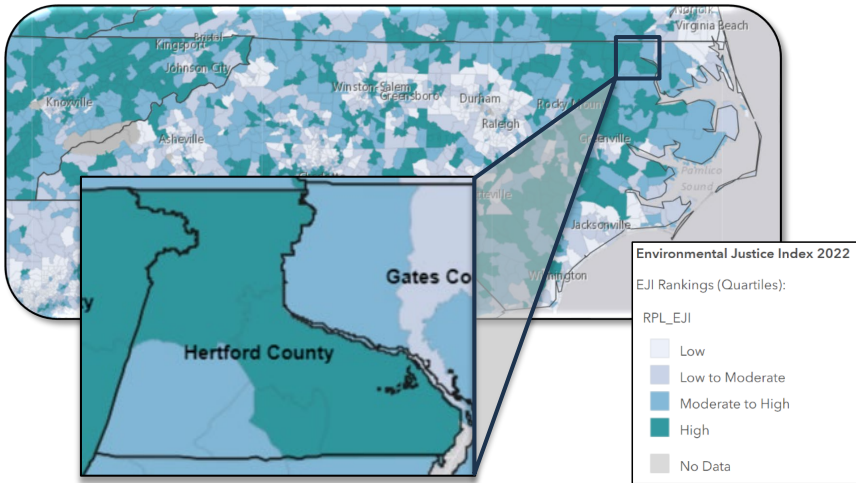 Norfolk
Virginia Beach
Bristol
Kingsport
Johnson City
Winston-Salem
Greensboro
Durham
Rocky Mount
Knoxville
Raleigh
Asheville
Greenville
Pamlico
Sound
Jacksonville
Wilmington
Gates Co
y
Hertford County
Environmental Justice Index 2022
EJI Rankings (Quartiles):
RPL_EJI
Low
Low to Moderate
Moderate to High
High
No Data